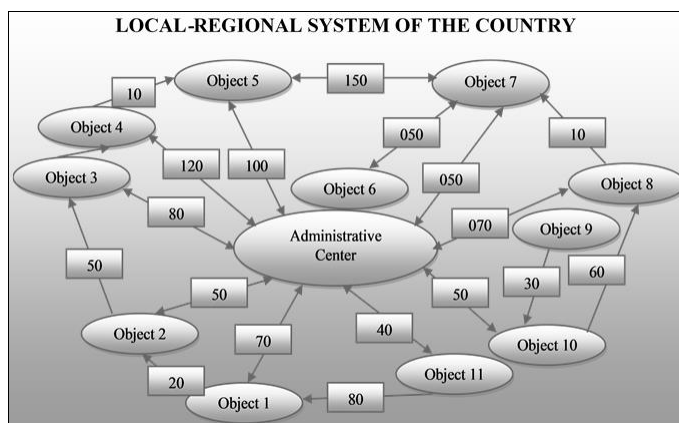 LOCAL-REGIONAL SYSTEM OF THE COUNTRY
Object 5
150
Object 7
10
Object 4
050
10
120
100
Object 3
Object 6
050
Object 8
80
070
Object 9
Administrative
Center
50
30
60
50
50
Object 2
70
40
Object 10
20
Object 11
Object 1
80